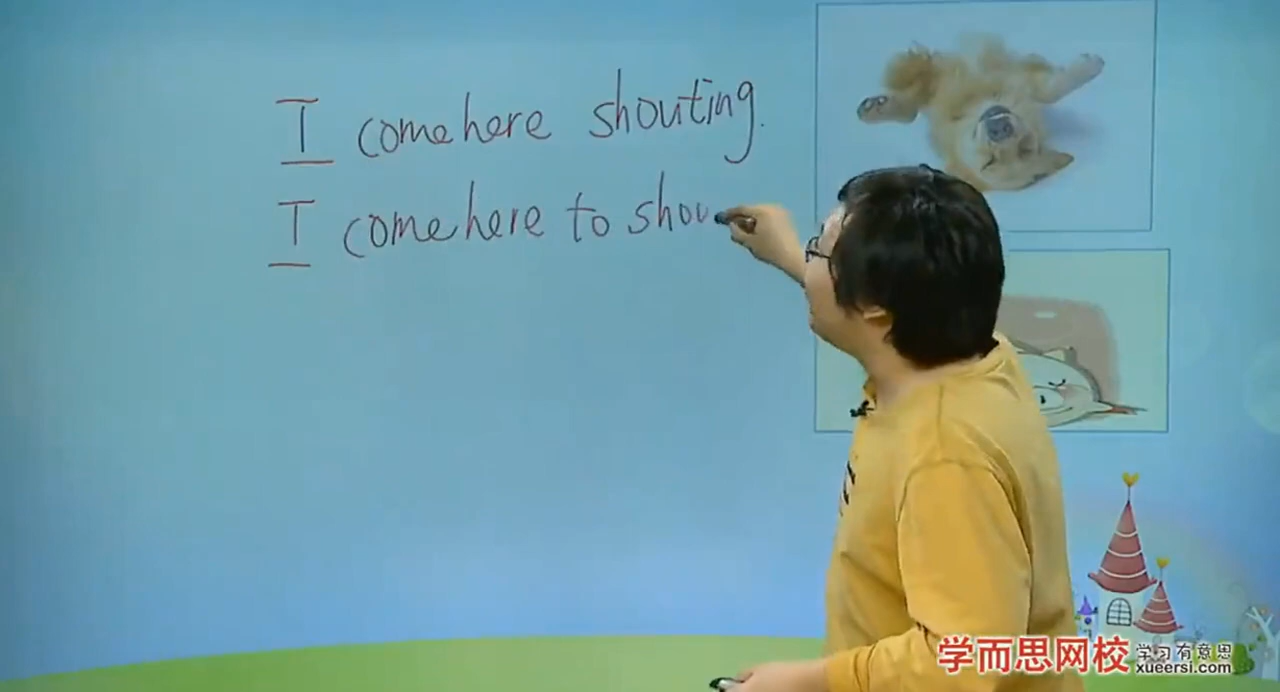 I come here shouting.
I come here to shou
学而思网校 学习有意思
xueersi.com